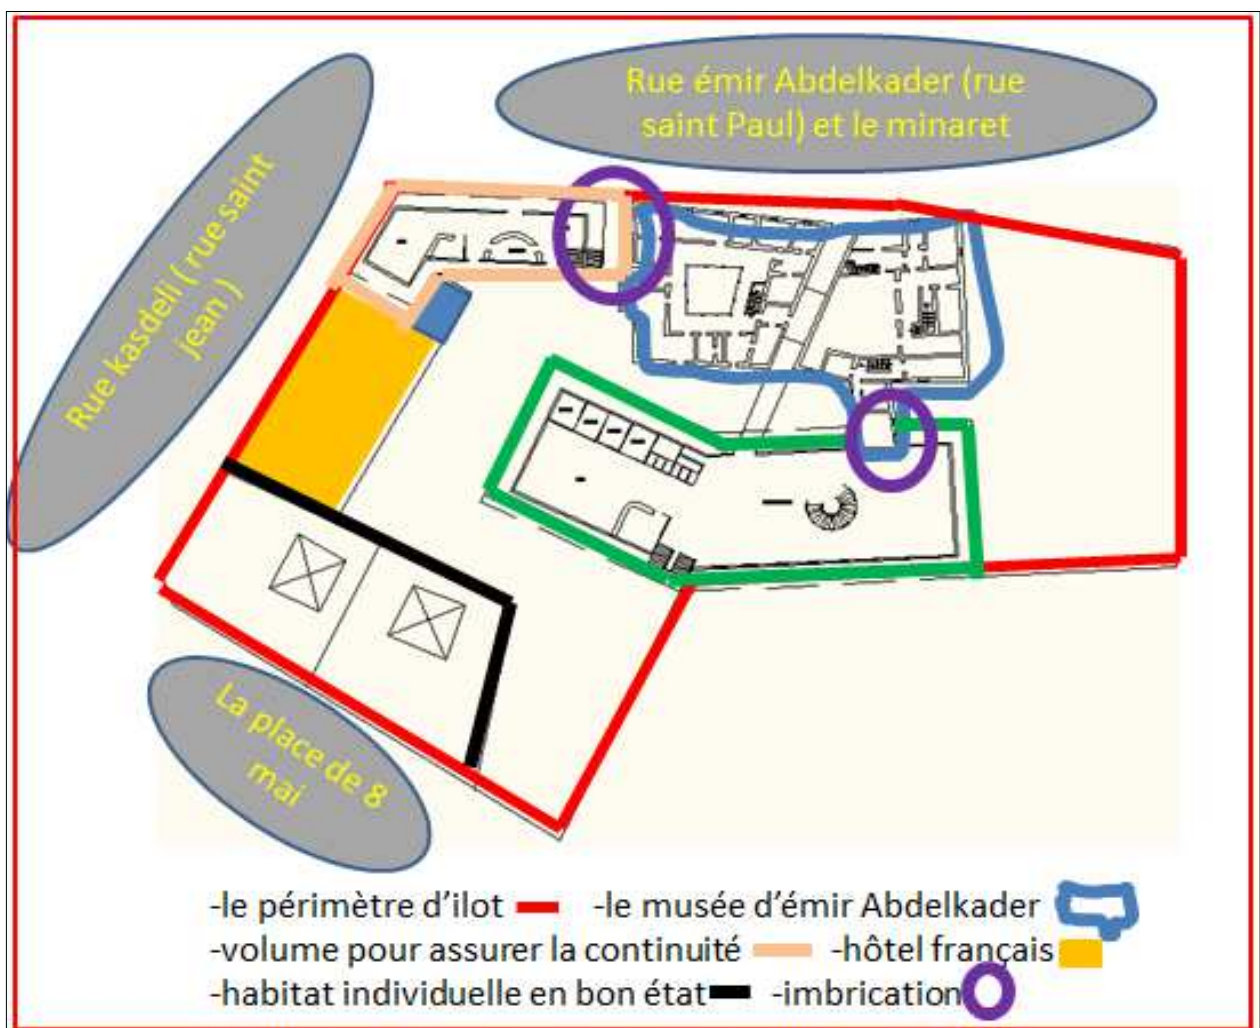 Rue émir Abdelkader (rue
saint Paul) et le minaret
Rue kasdeli (rue saint
jean )
La place de 8
mai
-le périmètre d'ilot -le musée d'émir Abdelkader
-volume pour assurer la continuité -hôtel français
-habitat individuelle en bon état -imbrication